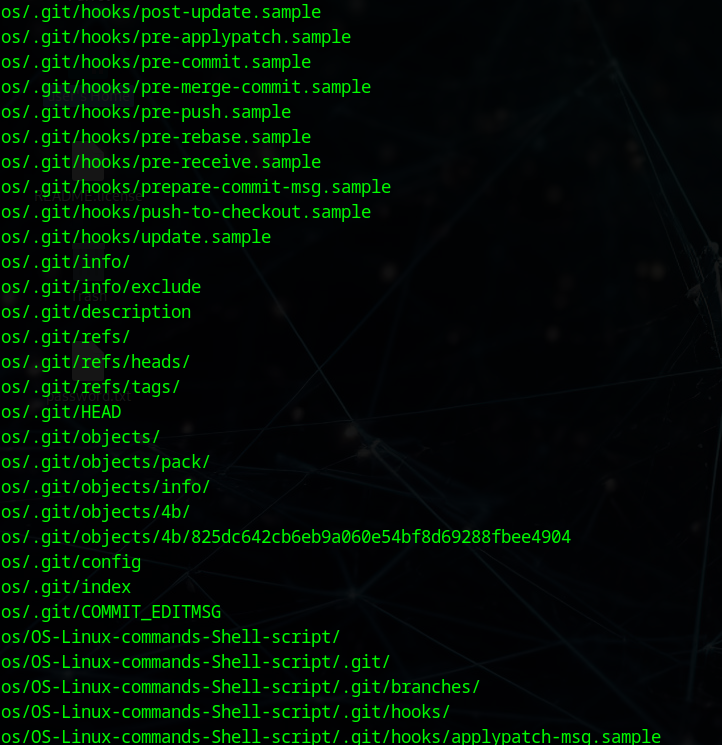 os/.git/hooks/post-update.sample
os/.git/hooks/pre-applypatch.sample
os/.git/hooks/pre-commit.sample
os/.git/hooks/pre-merge-commit.sample
os/.git/hooks/pre-push.sample
os/.git/hooks/pre-rebase.sample
os/.git/hooks/pre-receive.sample
os/.git/hooks/prepare-commit-msg.sample
os/.git/hooks/push-to-checkout.sample
os/.git/hooks/update.sample
os/.git/info/
os/.git/info/exclude
os/.git/description
os/.git/refs/
os/.git/refs/heads/
os/.git/refs/tags/
os/.git/HEAD
os/.git/objects/
os/.git/objects/pack/
os/.git/objects/info/
os/.git/objects/4b/
os/.git/objects/4b/825dc642cb6eb9a060e54bf8d69288fbee4904
os/.git/config
os/.git/index
os/.git/COMMIT_EDITMSG
os/OS-Linux-commands-Shell-script/
os/OS-Linux-commands-Shell-script/.git/
os/OS-Linux-commands-Shell-script/.git/branches/
os/OS-Linux-commands-Shell-script/.git/hooks/
os/OS-Linux-commands-Shell-script/.git/hooks/applypatch-msg.sample